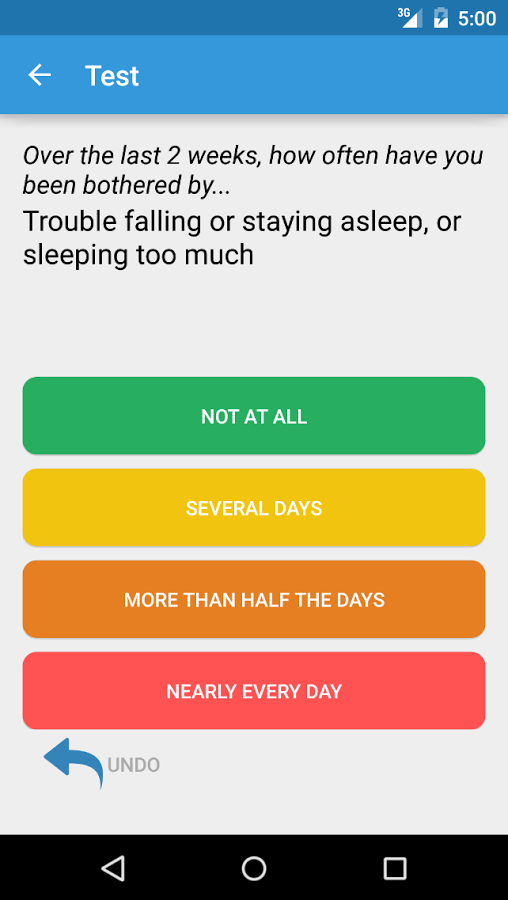 3G 5:00
Test
Over the last 2 weeks, how often have you
been bothered by...
Trouble falling or staying asleep, or
sleeping too much
NOT AT ALL
SEVERAL DAYS
MORE THAN HALF THE DAYS
NEARLY EVERY DAY
UNDO